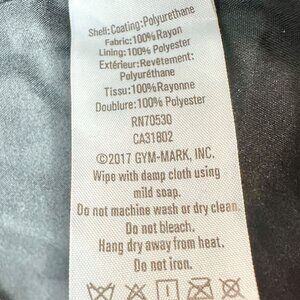 Shell:Coating:Polyurethane
Fabric:100%Rayon
Lining:100% Polyester
Extérieur:Revêtement:
Polyuréthane
Tissu:100%Rayonne
Doublure:100% Polyester
RN70530
CA31802
©2017 GYM-MARK, INC.
Wipe with damp cloth using
mild soap.
Do not machine wash or dry clean.
Do not bleach.
Hang dry away from heat.
Do not iron.